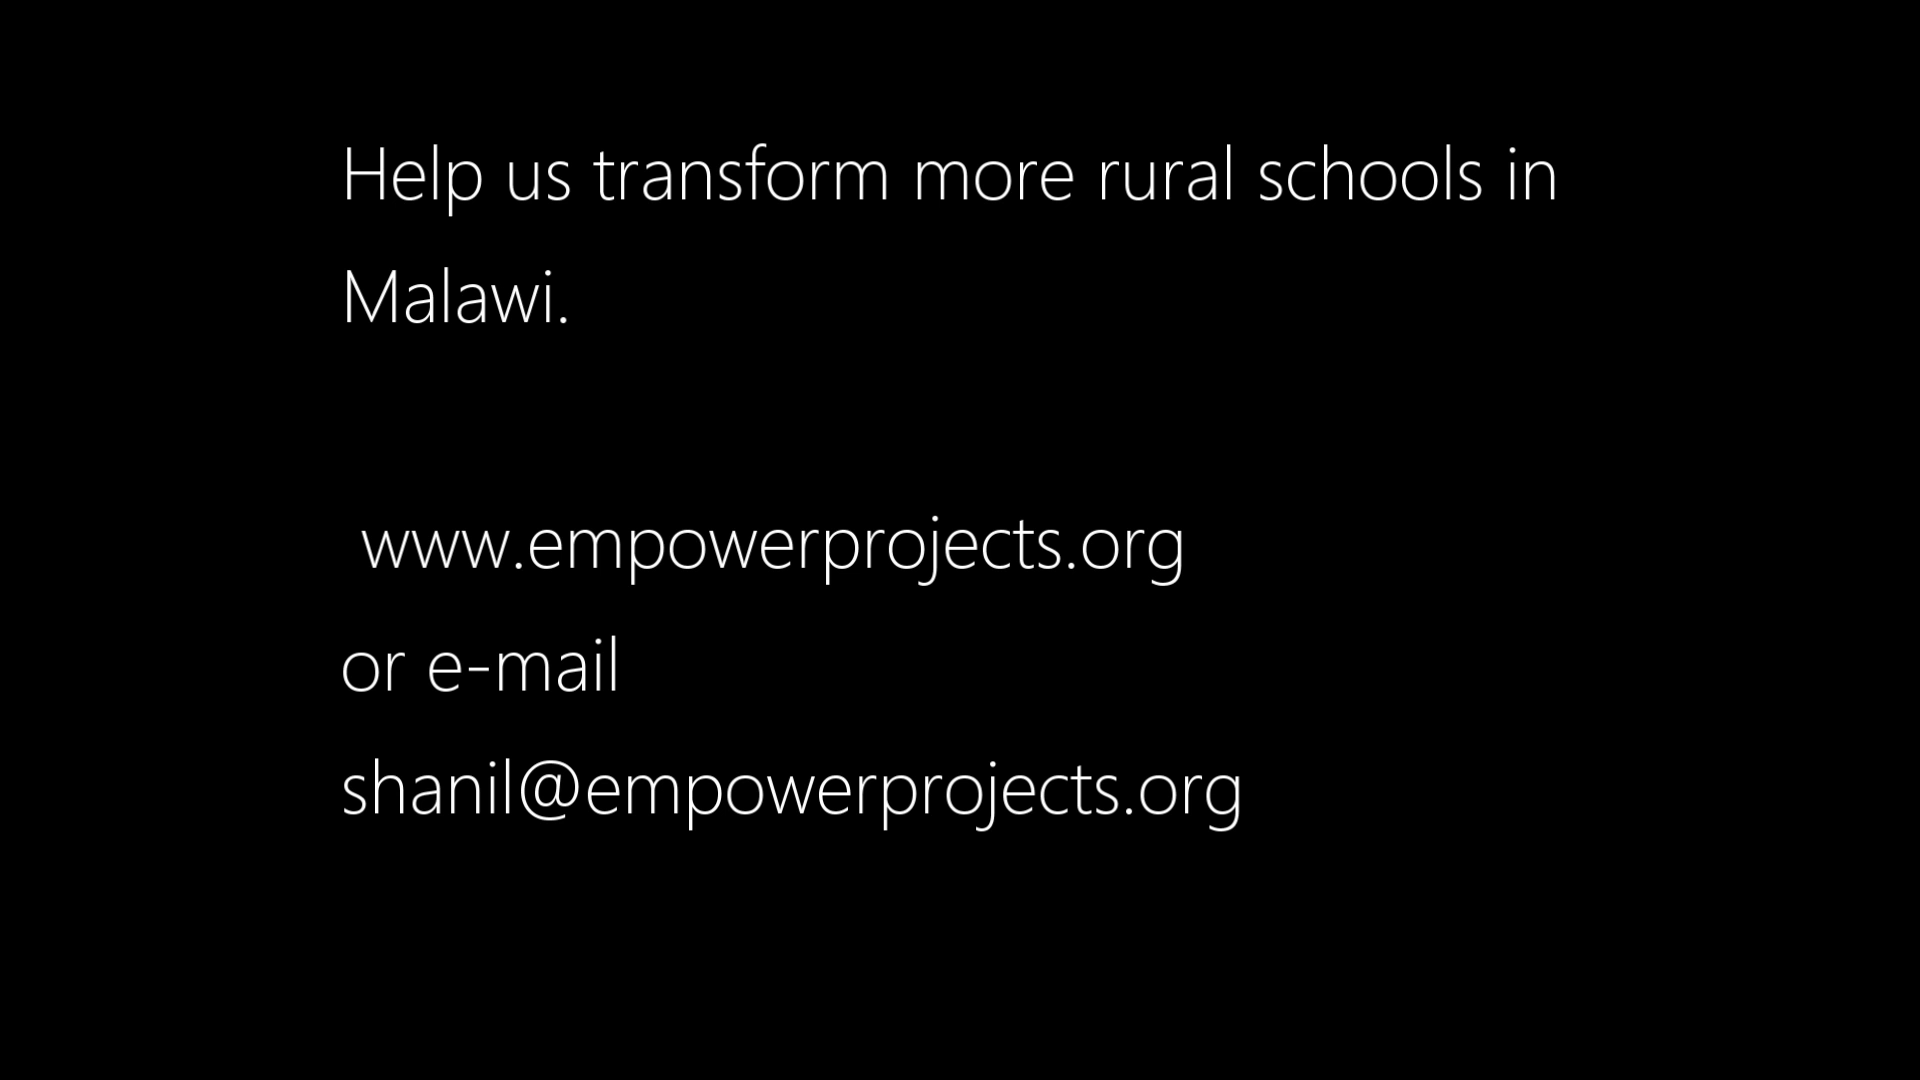 Help us transform more rural schools in
Malawi.
www.empowerprojects.org
or e-mail
shanil@empowerprojects.org